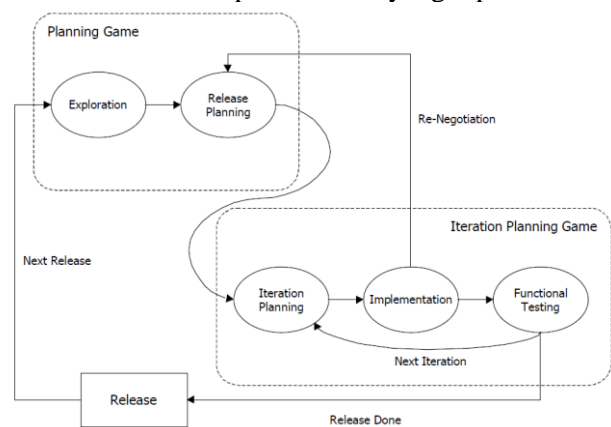 Planning Game
Exploration
Release
Planning
Re-Negotiation
Iteration Planning Game
Next Release
Iteration
Planning
Implementation
Functional
Testing
Next Iteration
Release
Release Done